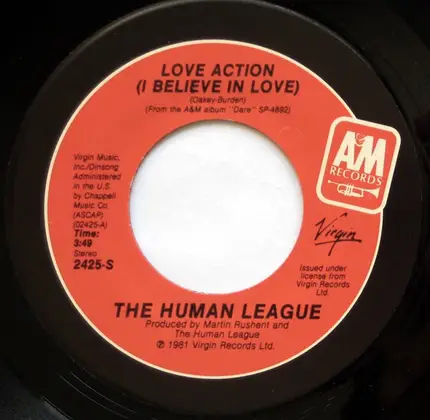 LOVE ACTION
(I BELIEVE IN LOVE)
(Oakey-Burden)
(From the A&M album "Dare" SP-4892)
Virgin Music,
Inc./Dinsong
Administered
in the U.S.
by Chappell
Music Co.
(ASCAP)
(02425-A)
Time:
3:49
Stereo
2425-S
A&M
RECORDS
Virgin
Issued under
license from
Virgin Records
Ltd.
THE HUMAN LEAGUE
Produced by Martin Rushent and
The Human League
℗ 1981 Virgin Records Ltd.